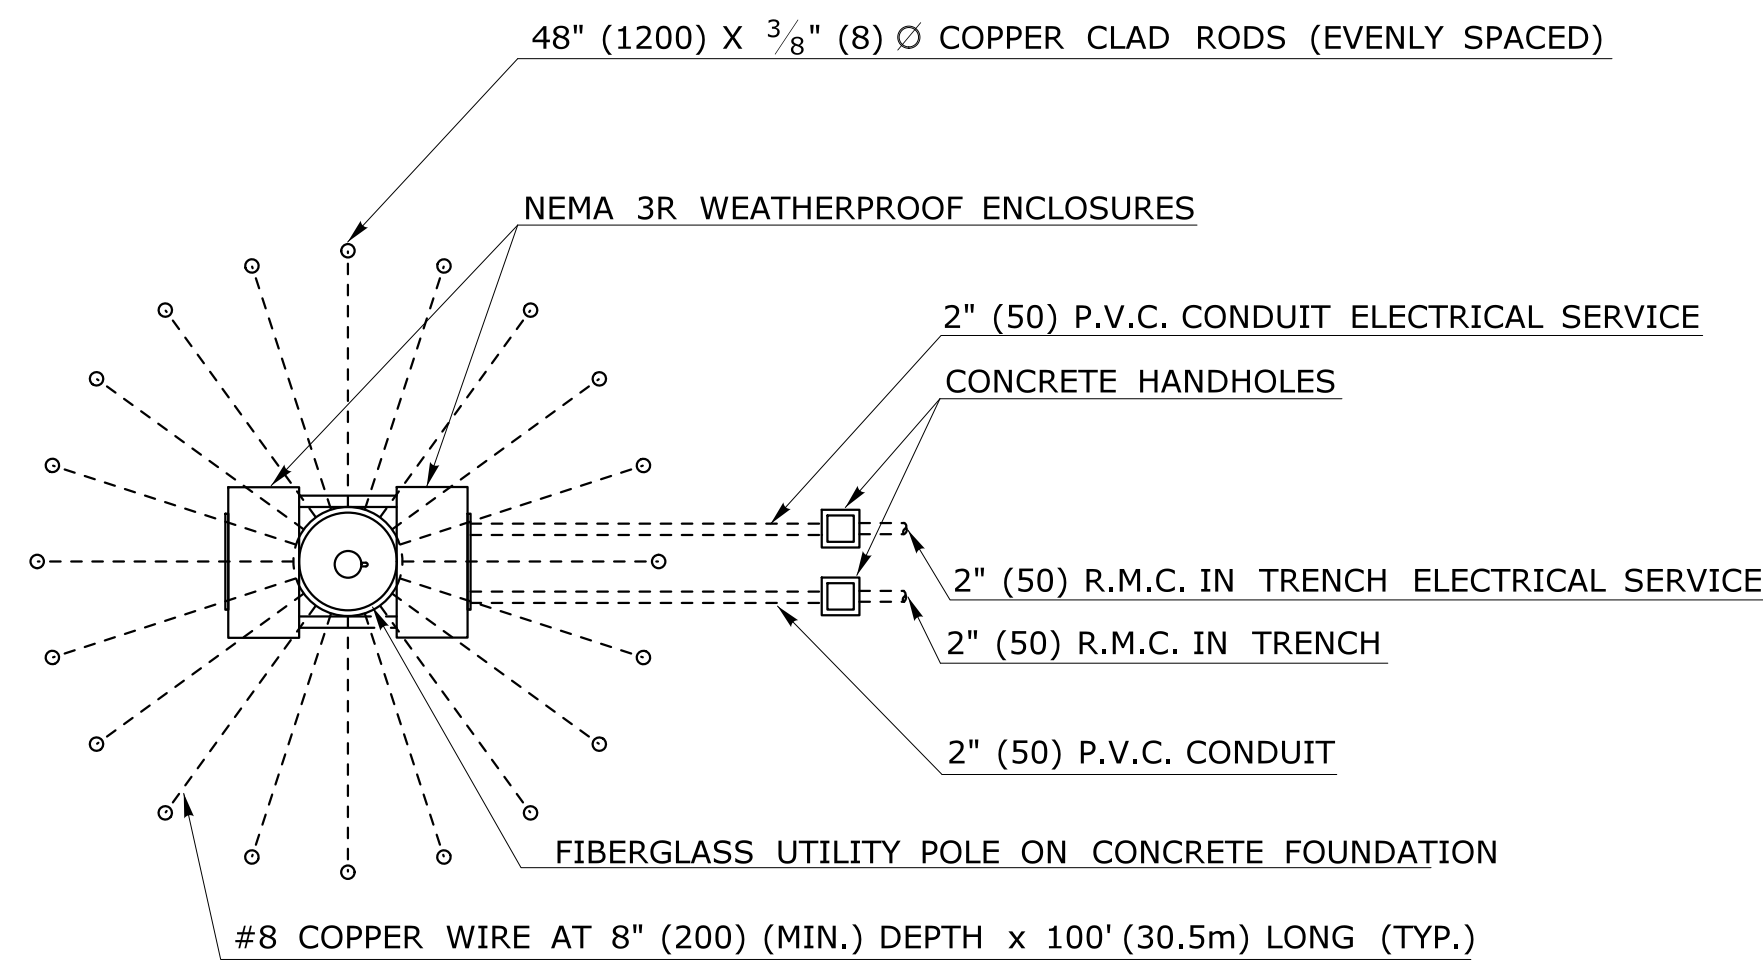 48" (1200) X 3/8" (8) Ø COPPER CLAD RODS (EVENLY SPACED)
NEMA 3R WEATHERPROOF ENCLOSURES
2" (50) P.V.C. CONDUIT ELECTRICAL SERVICE
CONCRETE HANDHOLES
2" (50) R.M.C. IN TRENCH ELECTRICAL SERVICE
2" (50) R.M.C. IN TRENCH
2" (50) P.V.C. CONDUIT
FIBERGLASS UTILITY POLE ON CONCRETE FOUNDATION
#8 COPPER WIRE AT 8" (200) (MIN.) DEPTH x 100' (30.5m) LONG (TYP.)